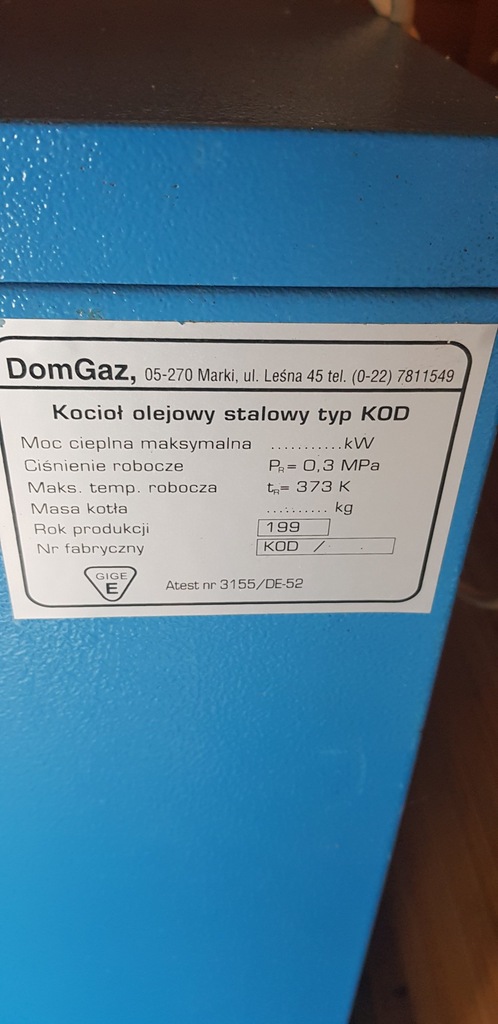 DomGaz, 05-270 Marki, ul. Leśna 45 tel. (0-22) 7811549
Kocioł olejowy stalowy typ KOD
Moc cieplna maksymalna ...........kW
Ciśnienie robocze PR= 0,3 MPa
Maks. temp. robocza tR= 373 K
Masa kotła .......... kg
Rok produkcji 199
Nr fabryczny KOD / -
GIGE
E
Atest nr 3155/DE-52